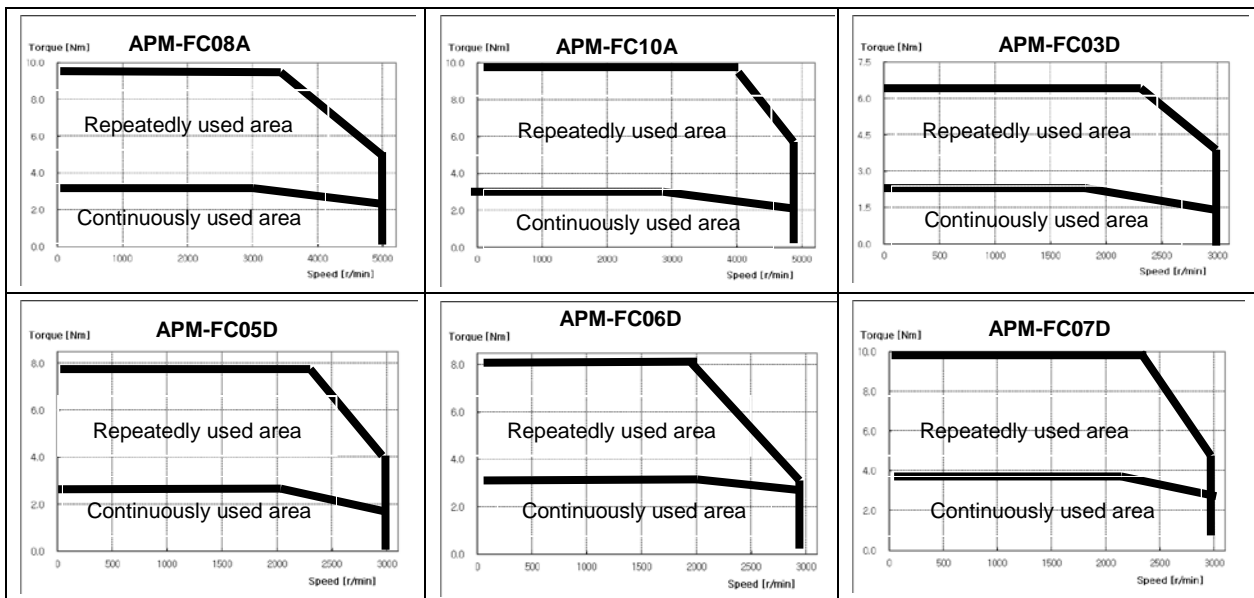 APM-FC08A
Torque [Nm]
10.0
8.0
Repeatedly used area
6.0
4.0
2.0
Continuously used area
0.0
0 1000 2000 3000 4000 5000
Speed [r/min]
APM-FC10A
Torque [Nm]
10.0
8.0
Repeatedly used area
6.0
4.0
2.0
Continuously used area
0.0
0 1000 2000 3000 4000 5000
Speed [r/min]
APM-FC03D
Torque [Nm]
7.5
6.0
Repeatedly used area
4.5
3.0
1.5
Continuously used area
0.0
0 500 1000 1500 2000 2500 3000
Speed [r/min]
APM-FC05D
Torque [Nm]
8.0
6.0
Repeatedly used area
4.0
2.0
Continuously used area
0.0
0 500 1000 1500 2000 2500 3000
Speed [r/min]
APM-FC06D
Torque [Nm]
8.0
6.0
Repeatedly used area
4.0
2.0
Continuously used area
0.0
0 500 1000 1500 2000 2500 3000
Speed [r/min]
APM-FC07D
Torque [Nm]
10.0
8.0
6.0
Repeatedly used area
4.0
2.0
Continuously used area
0.0
0 500 1000 1500 2000 2500 3000
Speed [r/min]